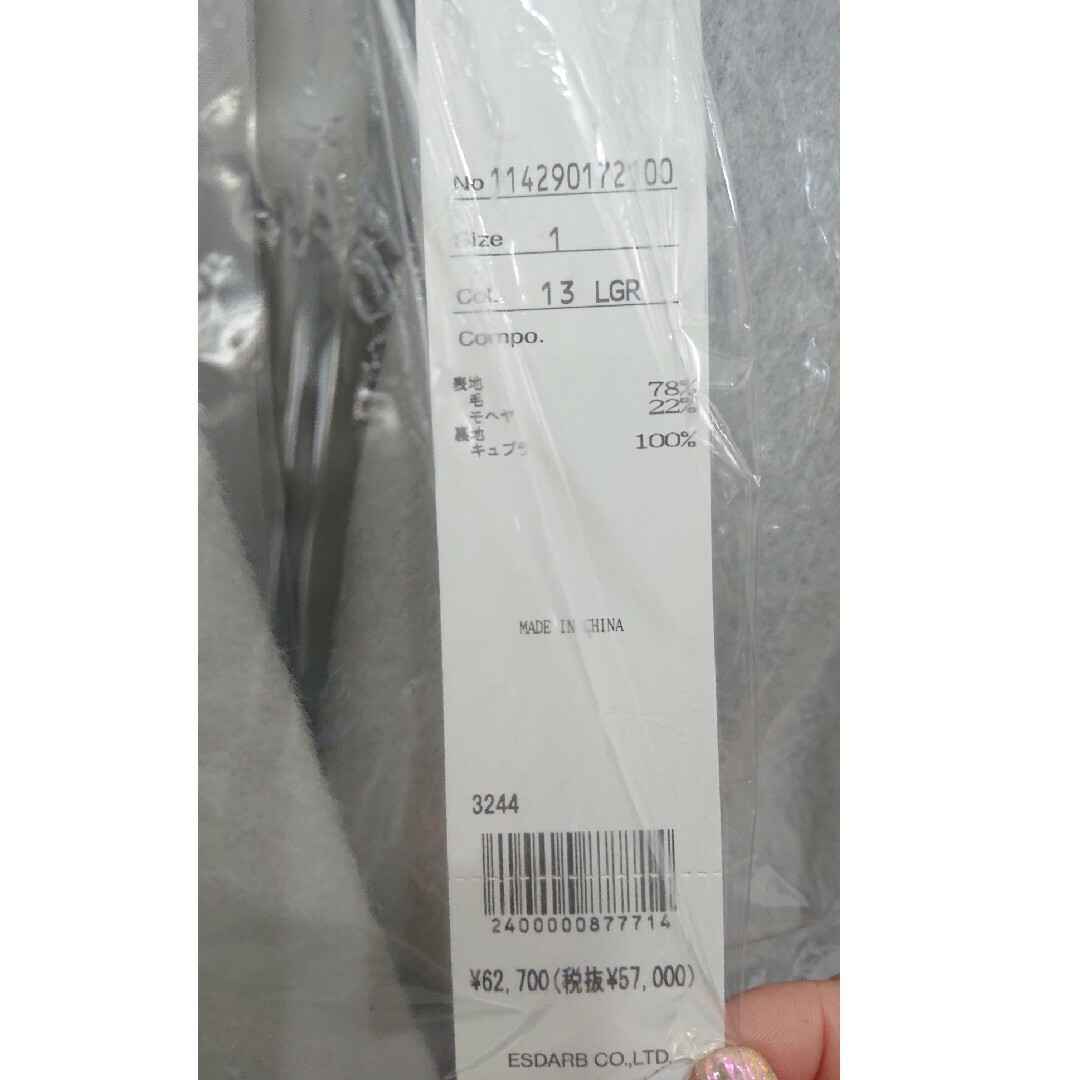 No 114290172100
Size 1
Col. 13 LGR
Compo.
表地
毛 78%
モヘヤ 22%
裏地
キュプラ 100%
MADE IN CHINA
3244
2400000877714
¥62,700(税抜¥57,000)
ESDARB CO.,LTD.